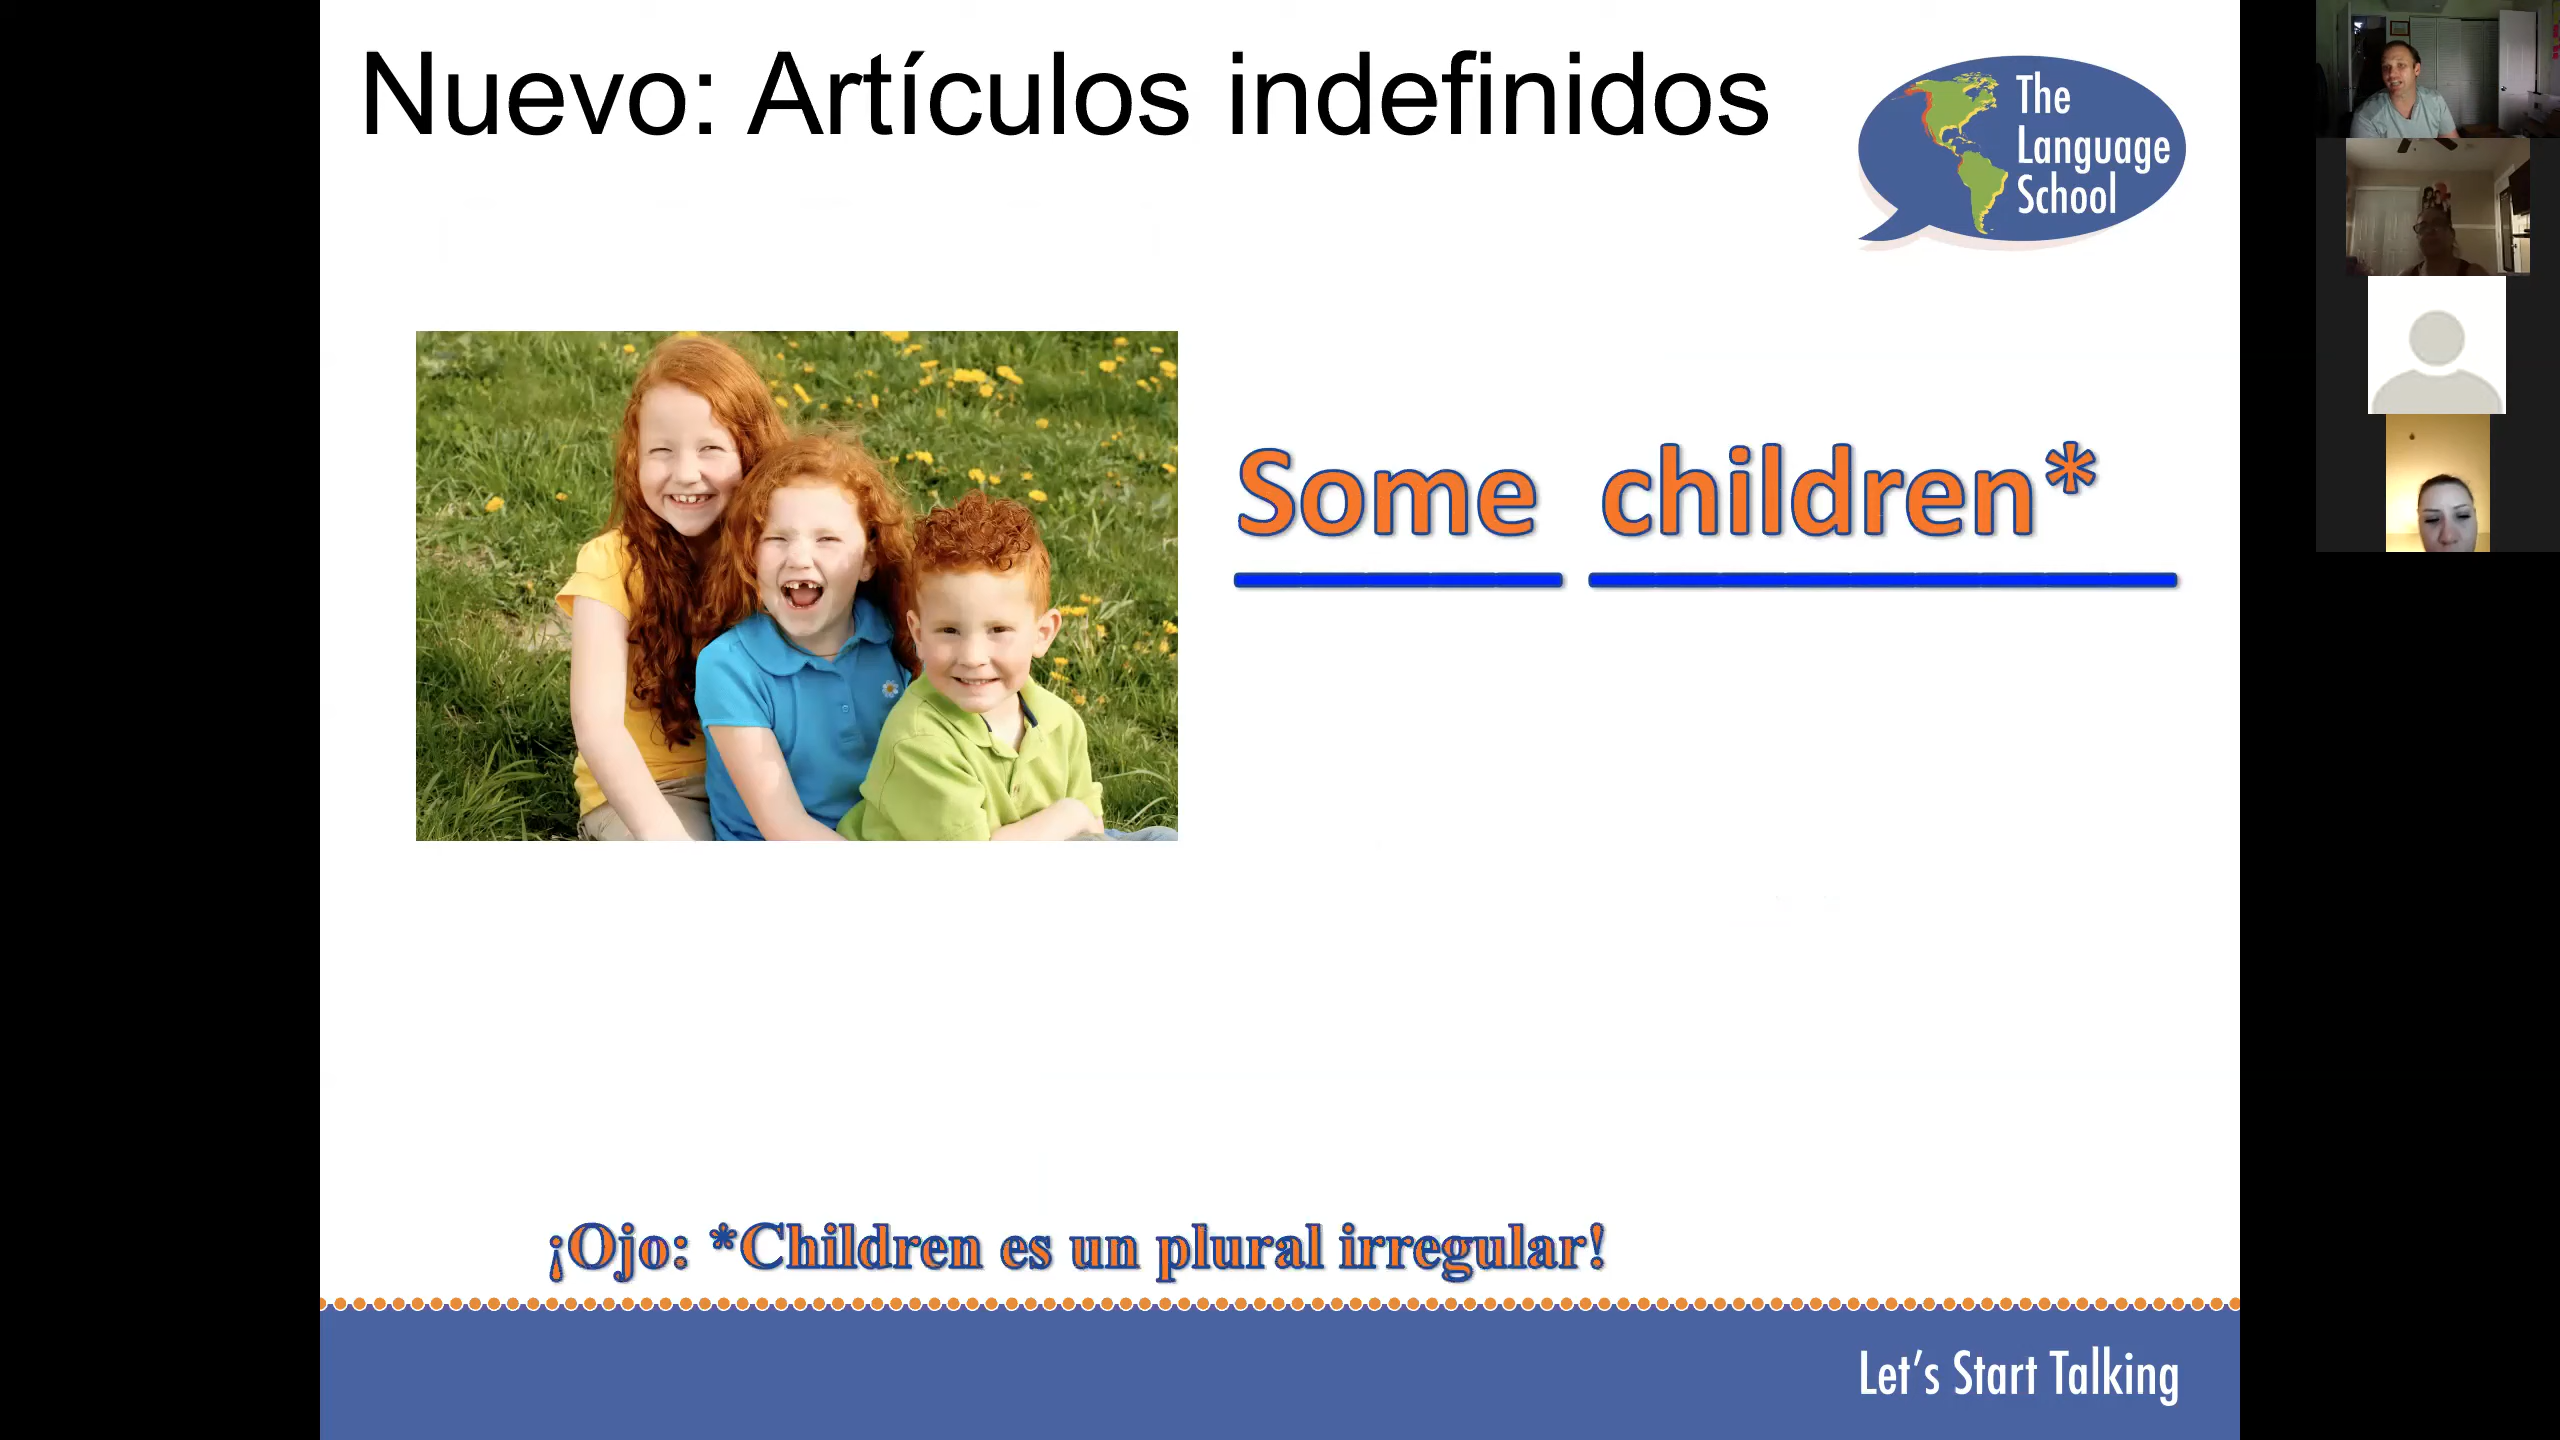 Nuevo: Artículos indefinidos
The
Language
School
Some children*
¡Ojo: *Children es un plural irregular!
Let's Start Talking